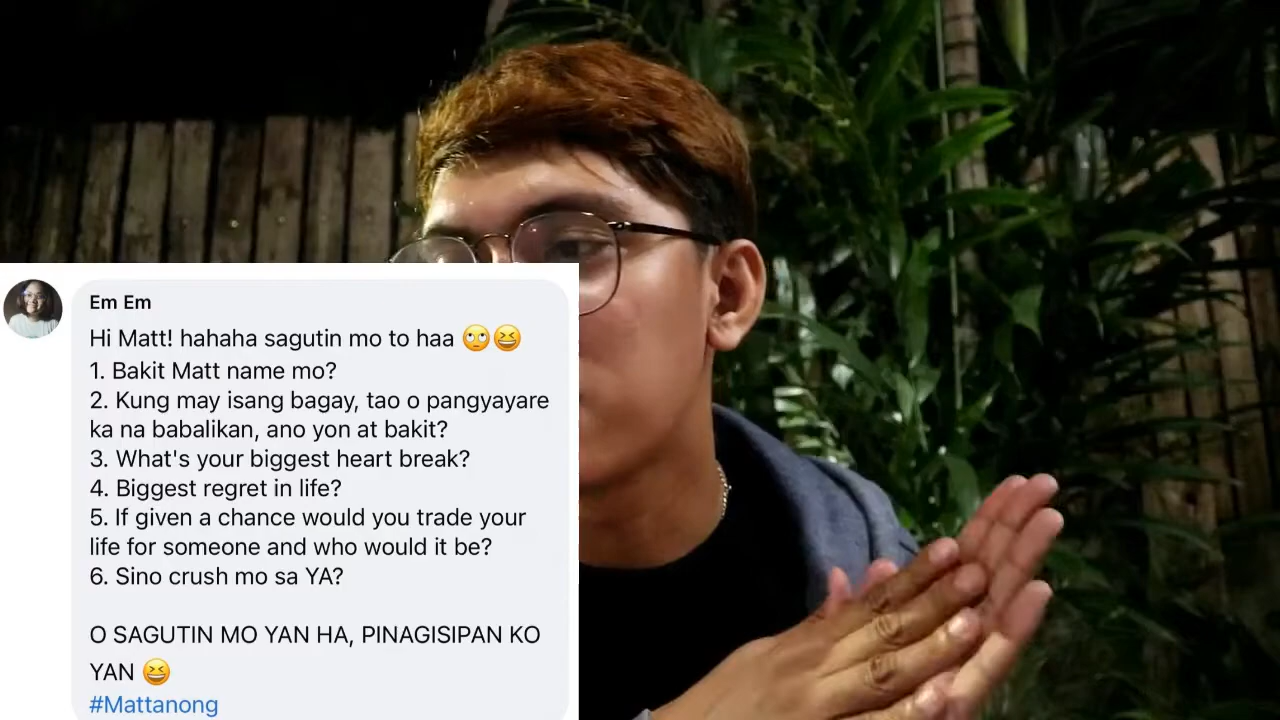 Em Em
Hi Matt! hahaha sagutin mo to haa 🙄😆
1. Bakit Matt name mo?
2. Kung may isang bagay, tao o pangyayare
ka na babalikan, ano yon at bakit?
3. What's your biggest heart break?
4. Biggest regret in life?
5. If given a chance would you trade your
life for someone and who would it be?
6. Sino crush mo sa YA?
O SAGUTIN MO YAN HA, PINAGISIPAN KO
YAN 😆
#Mattanong